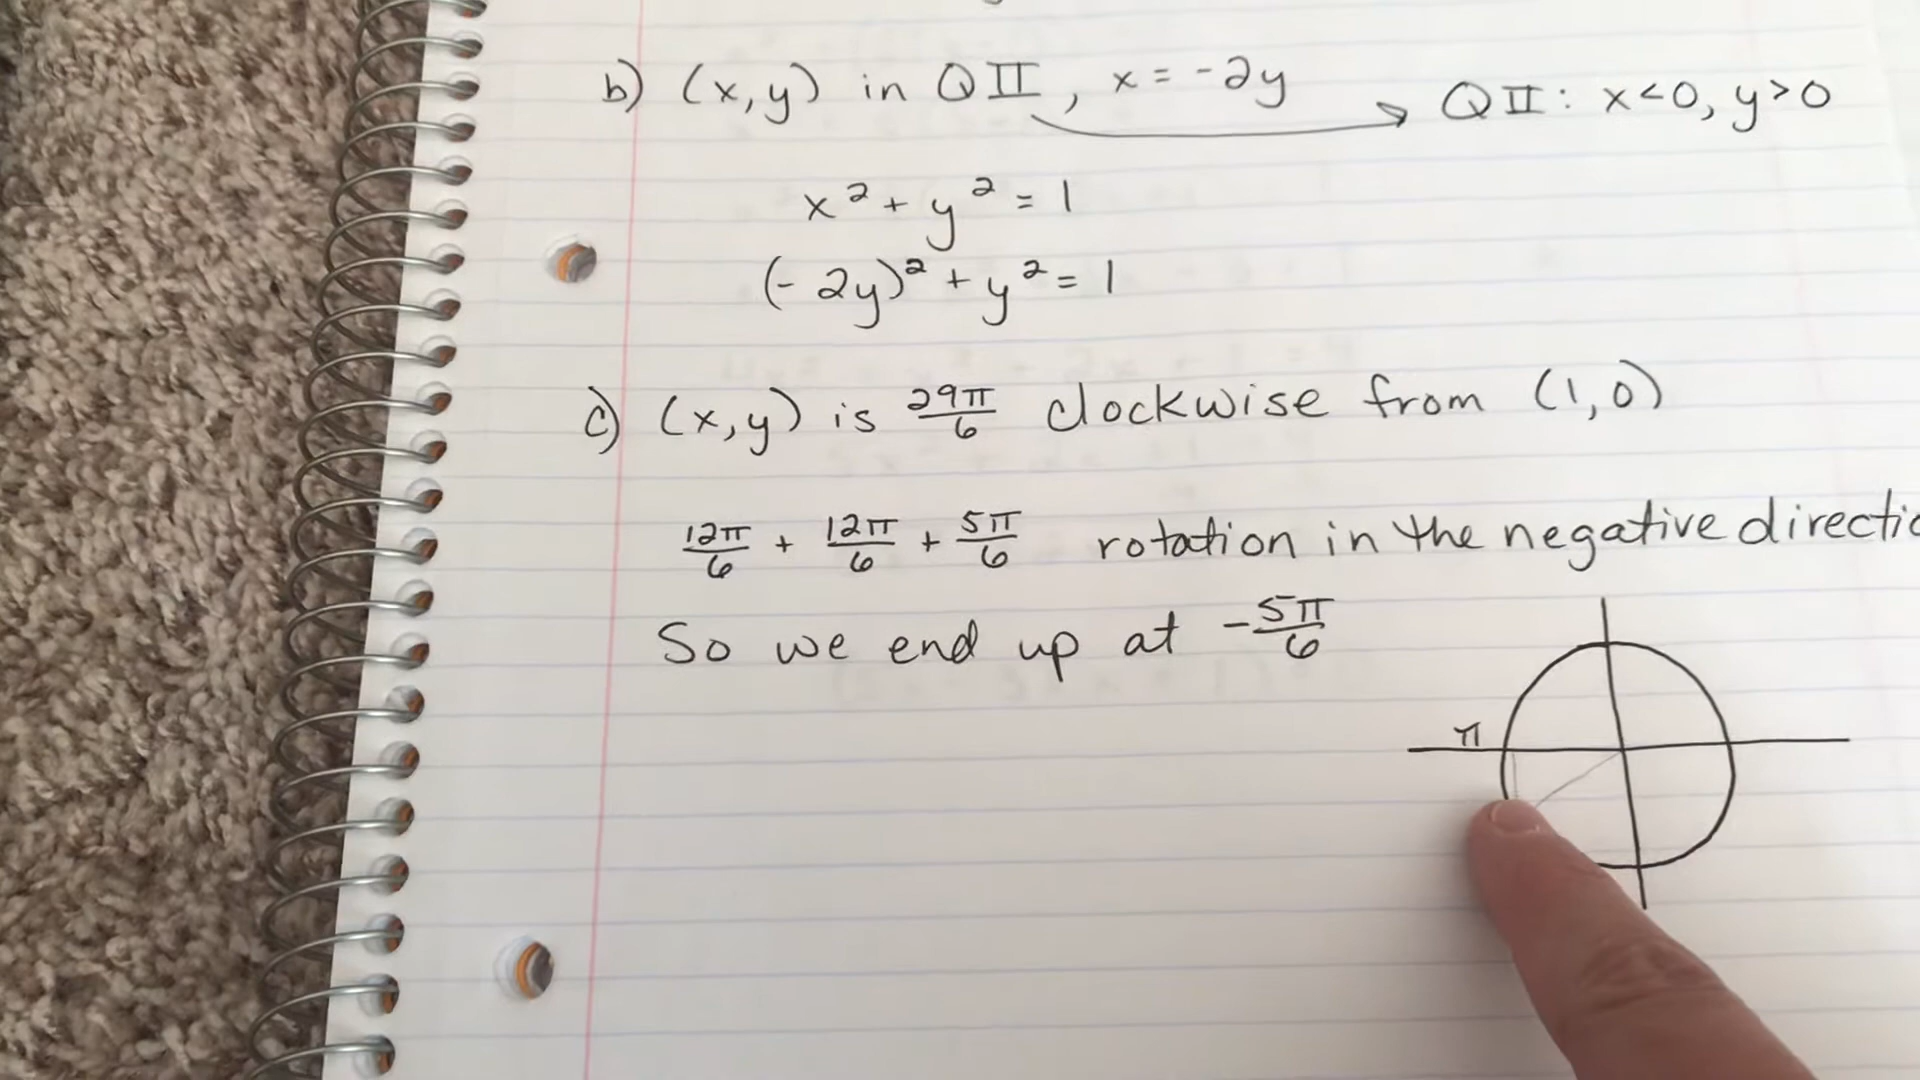 b) (x,y) in QII, x = -2y → QII: x<0, y>0
x² + y² = 1
(-2y)² + y² = 1
c) (x,y) is 29π/6 clockwise from (1,0)
12π/6 + 12π/6 + 5π/6 rotation in the negative directio
So we end up at -5π/6
π